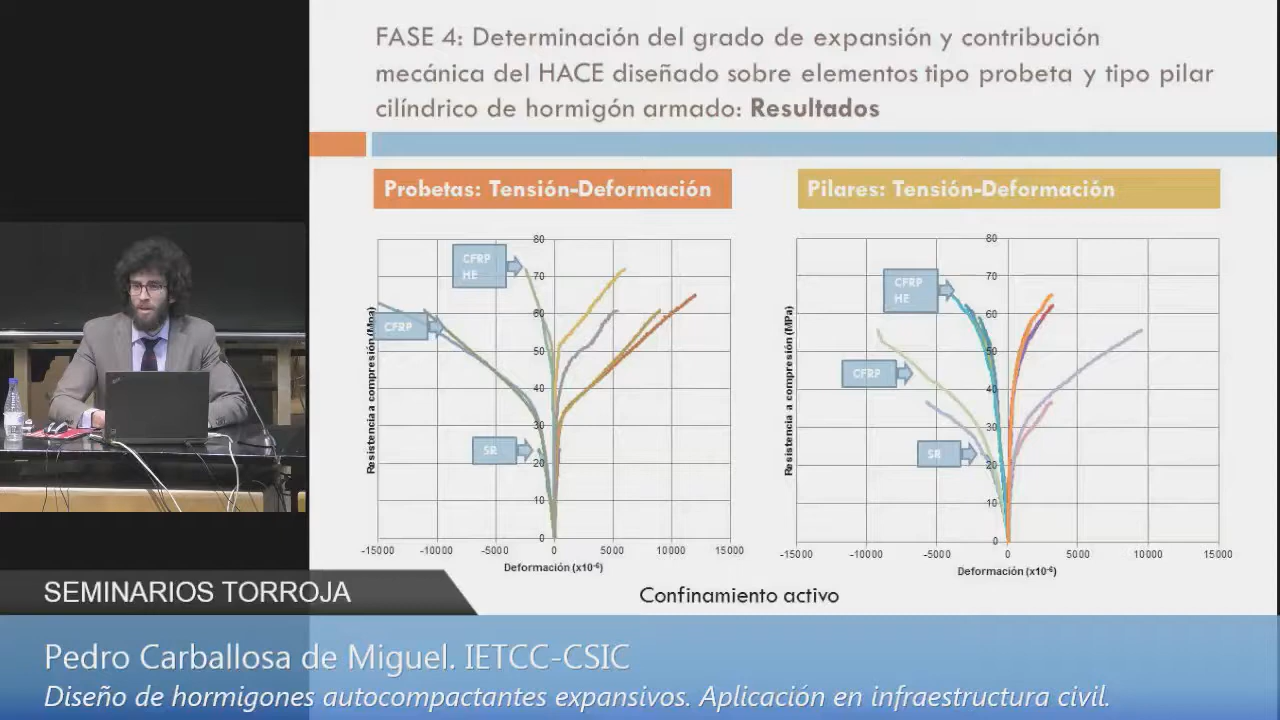 FASE 4: Determinación del grado de expansión y contribución
mecánica del HACE diseñado sobre elementos tipo probeta y tipo pilar
cilíndrico de hormigón armado: Resultados
Probetas: Tensión-Deformación
Pilares: Tensión-Deformación
Resistencia a compresión (Mpa)
80
70
60
50
40
30
20
10
0
CFRP
HE
CFRP
SR
-15000 -10000 -5000 0 5000 10000 15000
Deformación (x10⁻⁶)
Resistencia a compresión (MPa)
80
70
60
50
40
30
20
10
0
CFRP
HE
CFRP
SR
-15000 -10000 -5000 0 5000 10000 15000
Deformación (x10⁻⁶)
Confinamiento activo
SEMINARIOS TORROJA
Pedro Carballosa de Miguel. IETCC-CSIC
Diseño de hormigones autocompactantes expansivos. Aplicación en infraestructura civil.